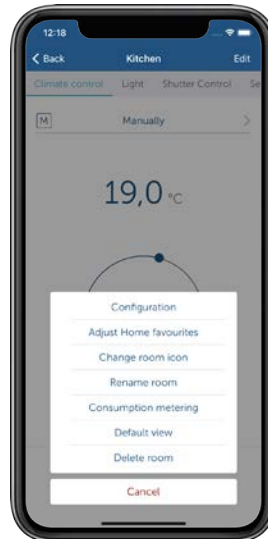 12:18
Back Kitchen Edit
Climate control Light Shutter Control Se
M Manually
19,0 °C
Configuration
Adjust Home favourites
Change room icon
Rename room
Consumption metering
Default view
Delete room
Cancel